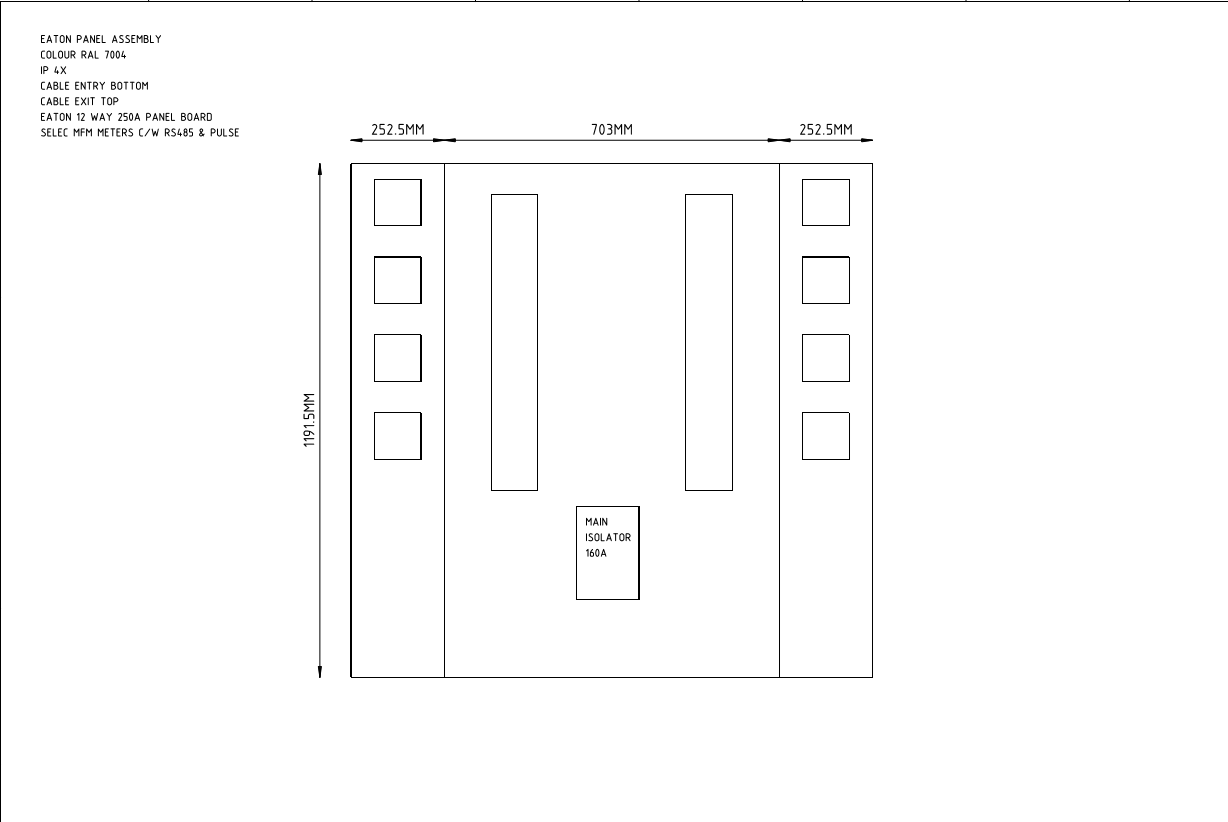 EATON PANEL ASSEMBLY
COLOUR RAL 7004
IP 4X
CABLE ENTRY BOTTOM
CABLE EXIT TOP
EATON 12 WAY 250A PANEL BOARD
SELEC MFM METERS C/W RS485 & PULSE
252.5MM
703MM
252.5MM
1191.5MM
MAIN
ISOLATOR
160A